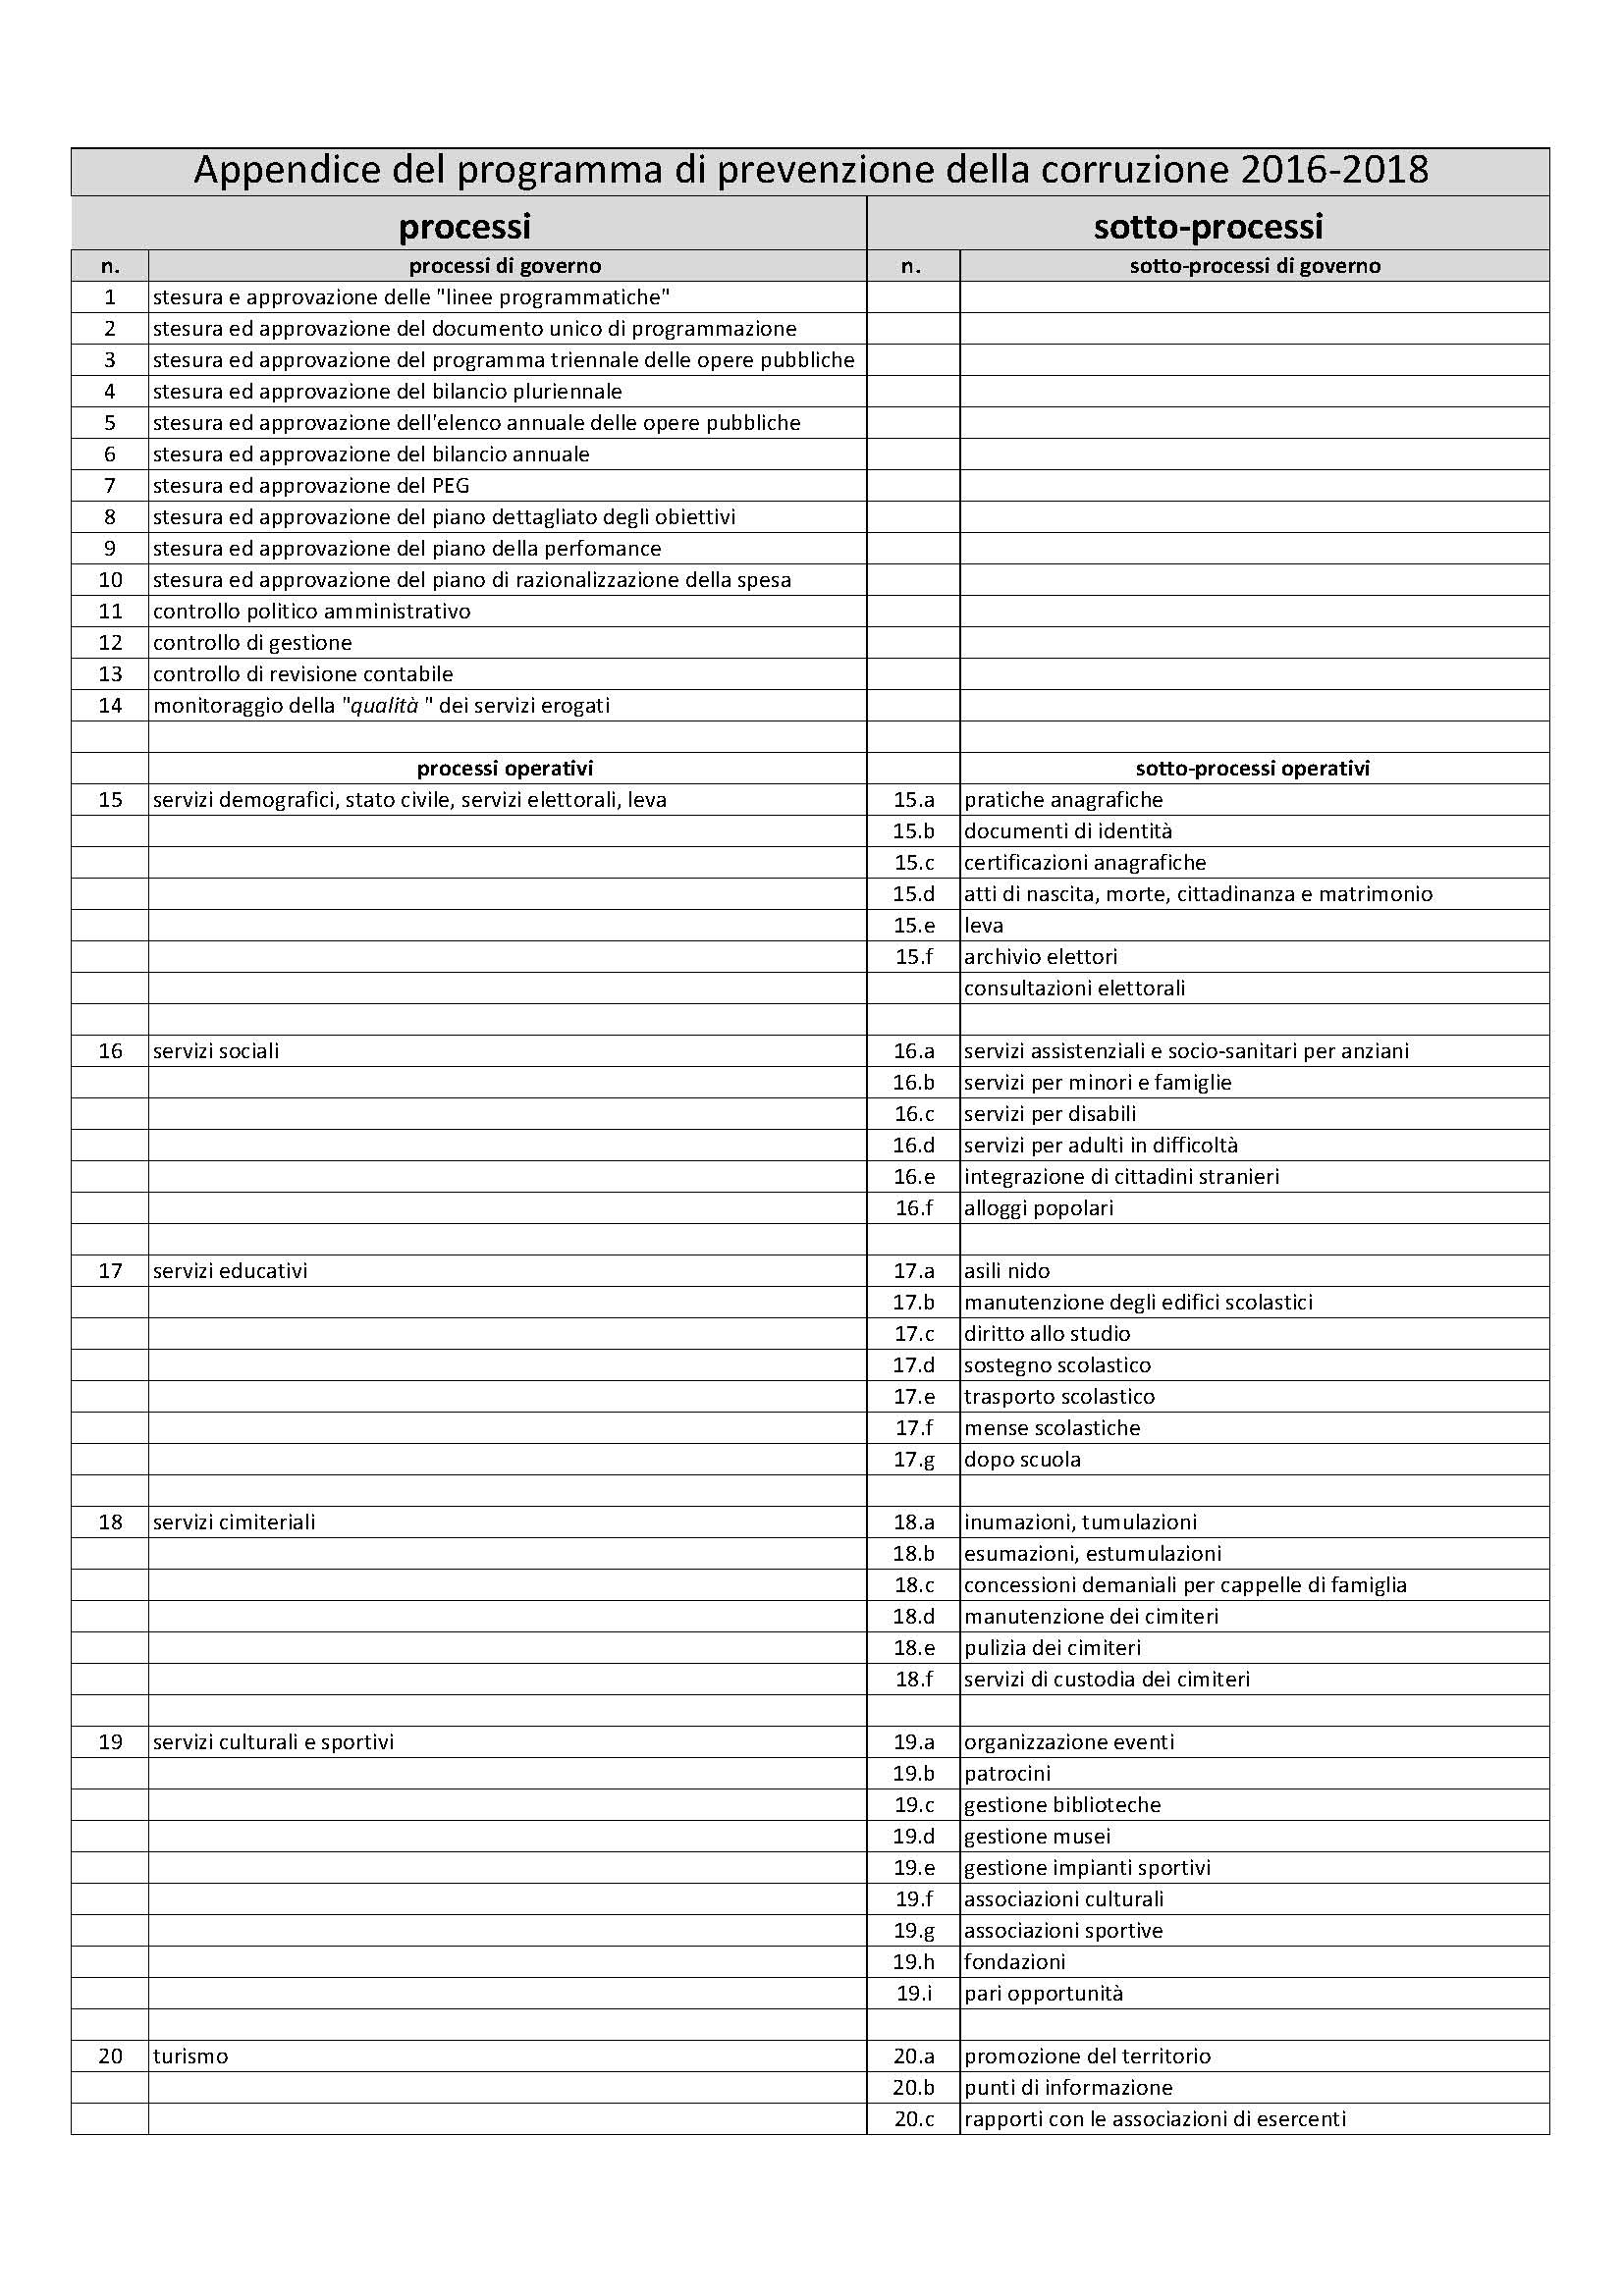 Appendice del programma di prevenzione della corruzione 2016-2018
processi sotto-processi
n. processi di governo n. sotto-processi di governo
1 stesura e approvazione delle "linee programmatiche"
2 stesura ed approvazione del documento unico di programmazione
3 stesura ed approvazione del programma triennale delle opere pubbliche
4 stesura ed approvazione del bilancio pluriennale
5 stesura ed approvazione dell'elenco annuale delle opere pubbliche
6 stesura ed approvazione del bilancio annuale
7 stesura ed approvazione del PEG
8 stesura ed approvazione del piano dettagliato degli obiettivi
9 stesura ed approvazione del piano della perfomance
10 stesura ed approvazione del piano di razionalizzazione della spesa
11 controllo politico amministrativo
12 controllo di gestione
13 controllo di revisione contabile
14 monitoraggio della "qualità " dei servizi erogati
processi operativi sotto-processi operativi
15 servizi demografici, stato civile, servizi elettorali, leva 15.a pratiche anagrafiche
15.b documenti di identità
15.c certificazioni anagrafiche
15.d atti di nascita, morte, cittadinanza e matrimonio
15.e leva
15.f archivio elettori
consultazioni elettorali
16 servizi sociali 16.a servizi assistenziali e socio-sanitari per anziani
16.b servizi per minori e famiglie
16.c servizi per disabili
16.d servizi per adulti in difficoltà
16.e integrazione di cittadini stranieri
16.f alloggi popolari
17 servizi educativi 17.a asili nido
17.b manutenzione degli edifici scolastici
17.c diritto allo studio
17.d sostegno scolastico
17.e trasporto scolastico
17.f mense scolastiche
17.g dopo scuola
18 servizi cimiteriali 18.a inumazioni, tumulazioni
18.b esumazioni, estumulazioni
18.c concessioni demaniali per cappelle di famiglia
18.d manutenzione dei cimiteri
18.e pulizia dei cimiteri
18.f servizi di custodia dei cimiteri
19 servizi culturali e sportivi 19.a organizzazione eventi
19.b patrocini
19.c gestione biblioteche
19.d gestione musei
19.e gestione impianti sportivi
19.f associazioni culturali
19.g associazioni sportive
19.h fondazioni
19.i pari opportunità
20 turismo 20.a promozione del territorio
20.b punti di informazione
20.c rapporti con le associazioni di esercenti